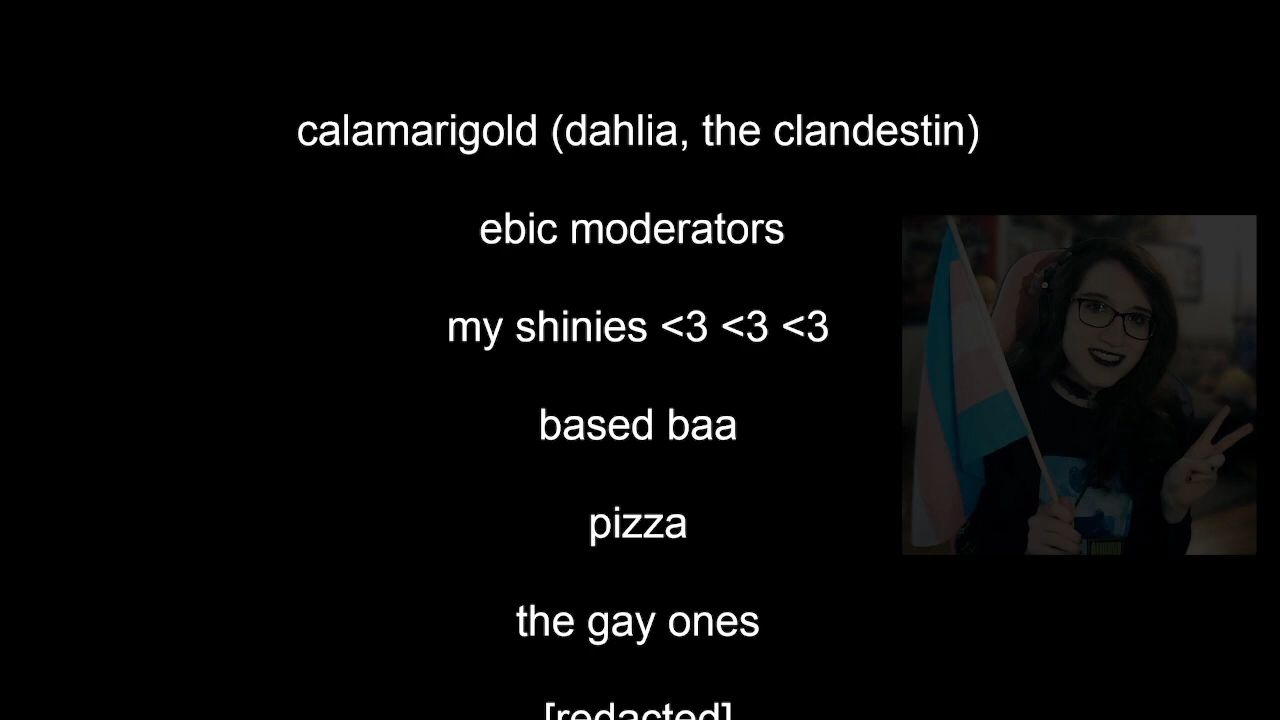 calamarigold (dahlia, the clandestin)
ebic moderators
my shinies <3 <3 <3
based baa
pizza
the gay ones
[redacted]